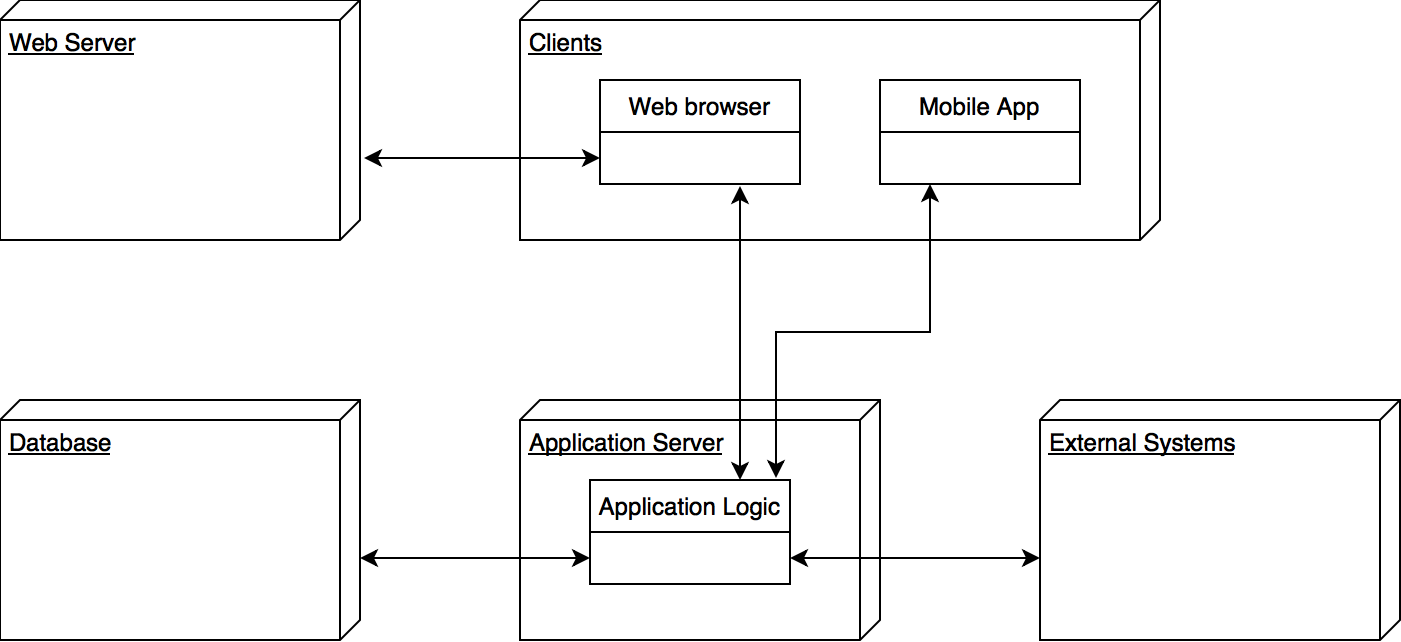 Web Server
Clients
Web browser
Mobile App
Database
Application Server
External Systems
Application Logic